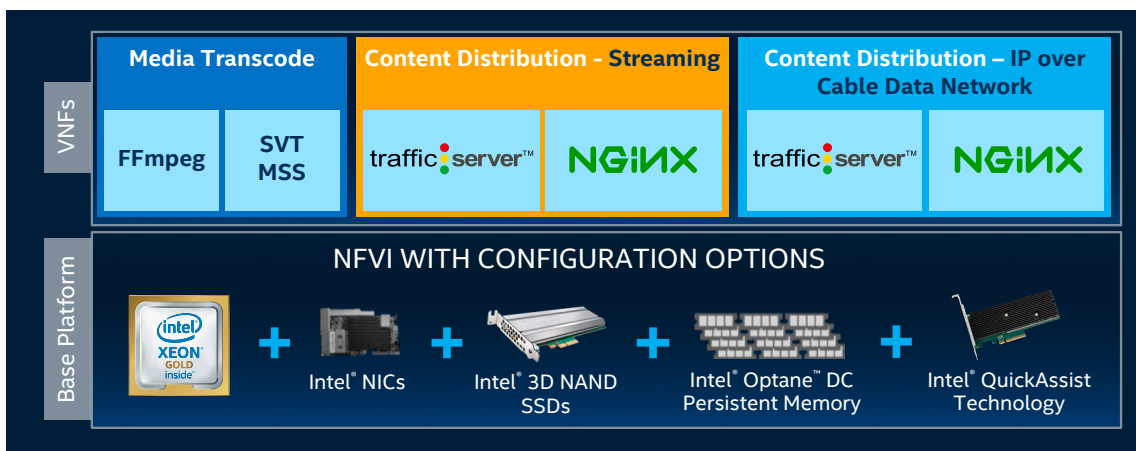 VNFs
Media Transcode
FFmpeg
SVT
MSS
Content Distribution - Streaming
traffic server™
NGiNX
Content Distribution – IP over
Cable Data Network
traffic server™
NGiNX
Base Platform
NFVI WITH CONFIGURATION OPTIONS
intel®
XEON®
GOLD
inside™
Intel® NICs
Intel® 3D NAND
SSDs
Intel® Optane™ DC
Persistent Memory
Intel® QuickAssist
Technology